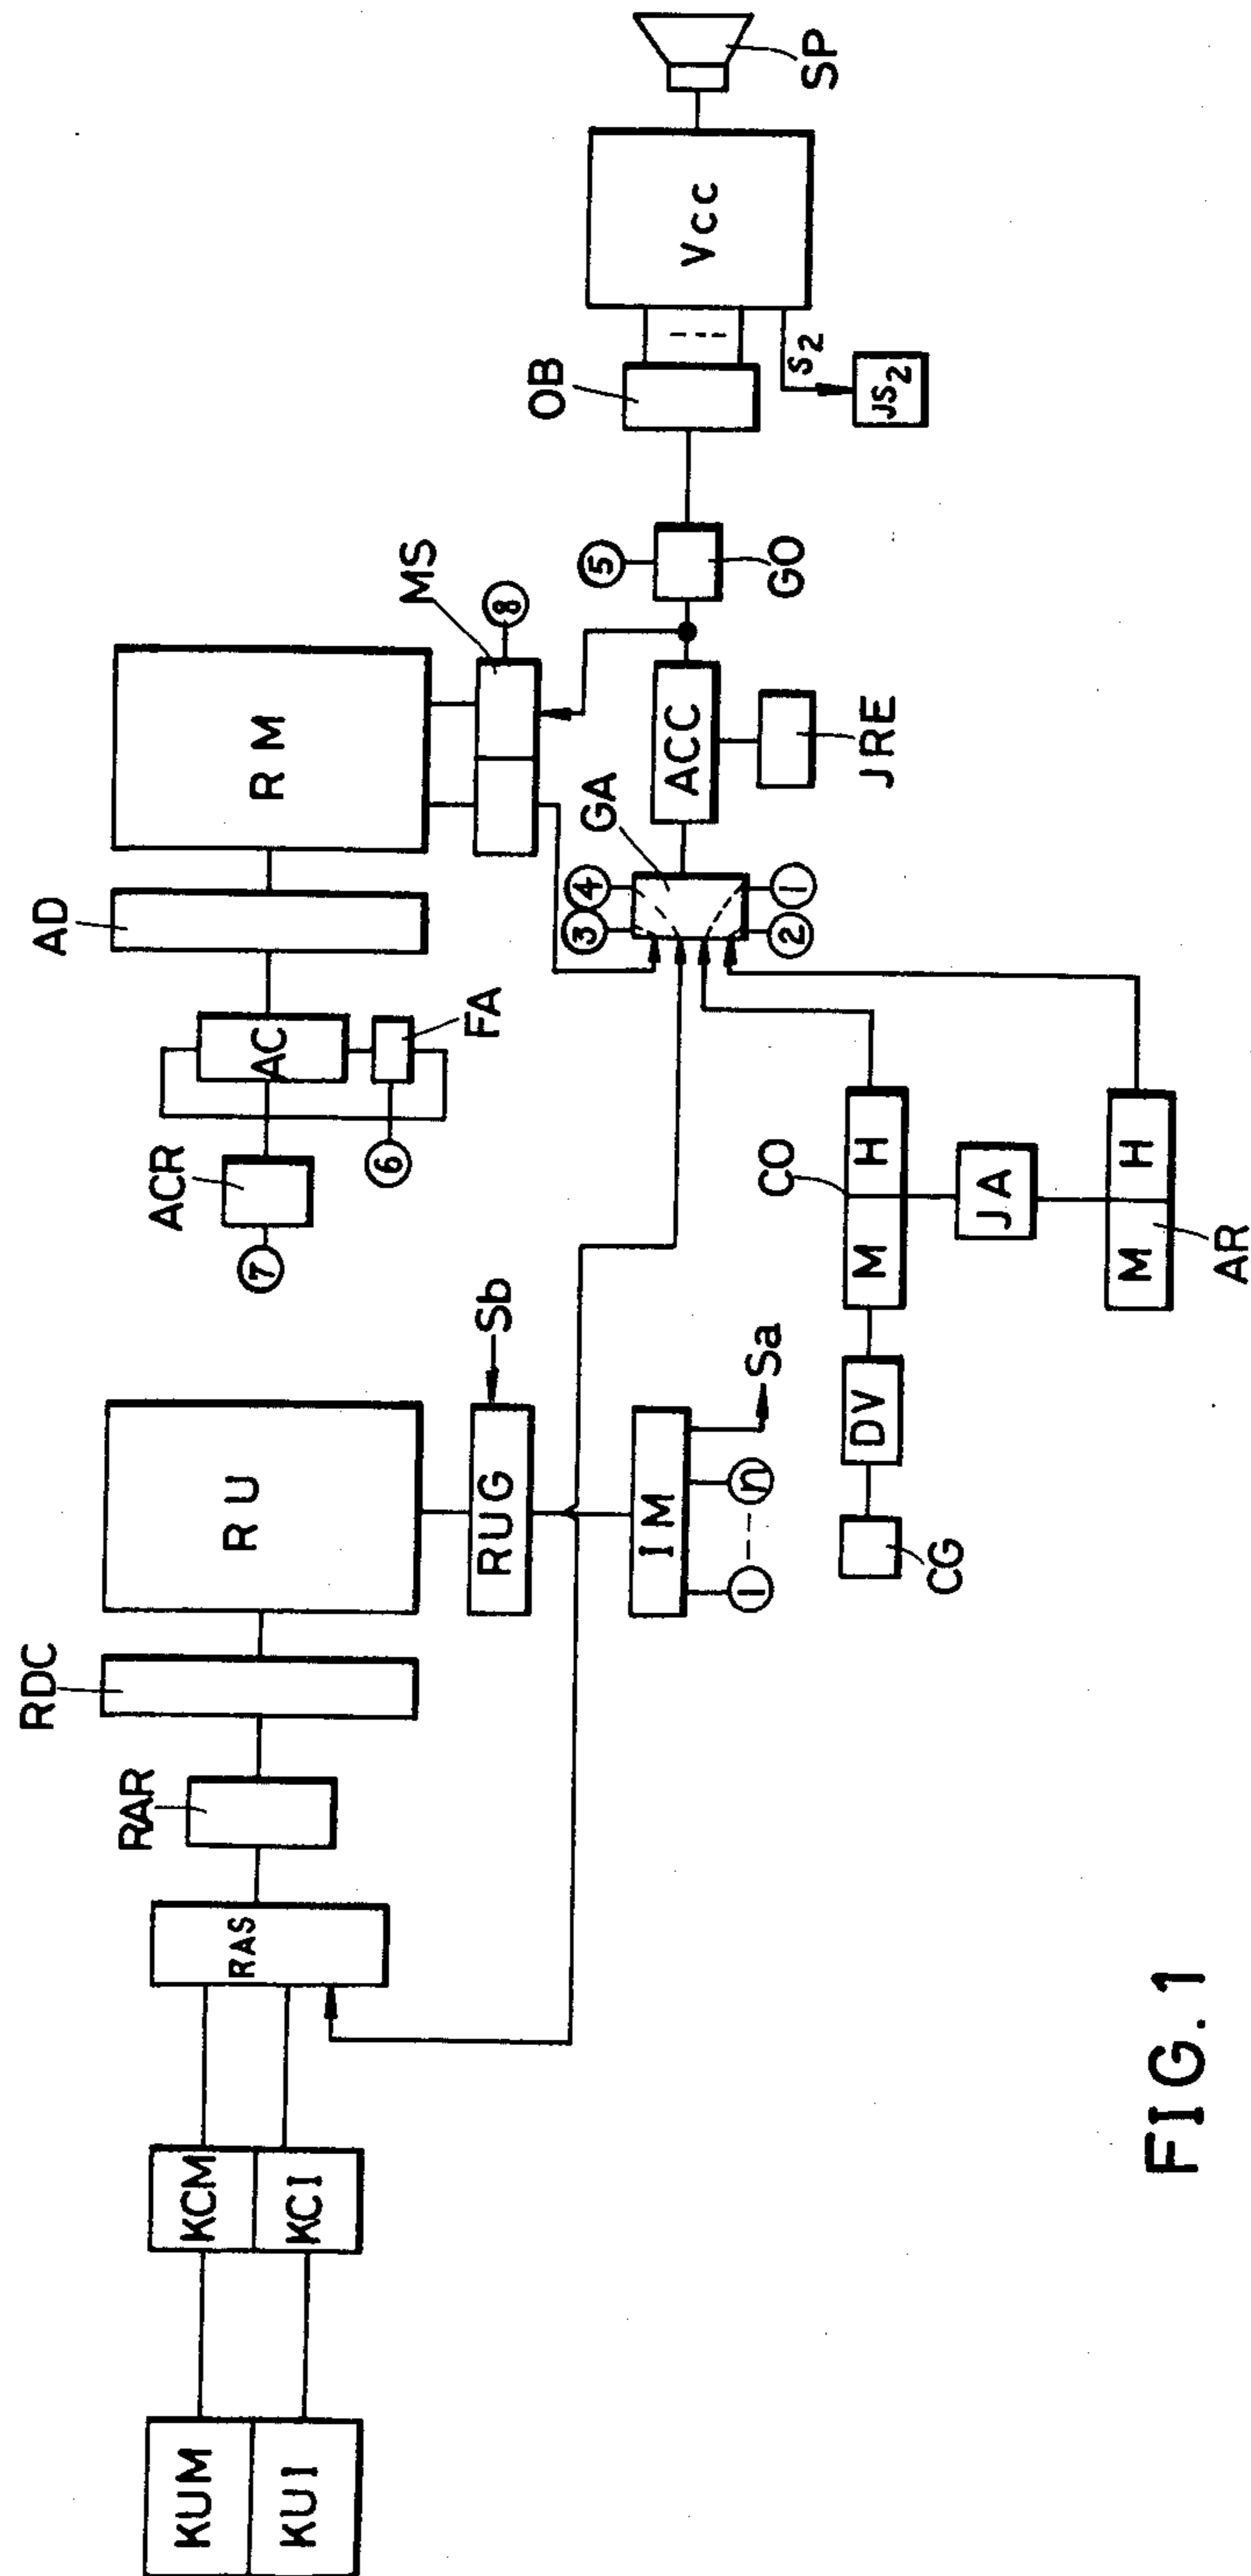 KUM
KUI
KCM
KCI
RAS
RAR
RDC
RU
RUG
Sb
IM
Sa
1
n
ACR
7
AC
FA
6
AD
RM
MS
8
GA
3
4
2
1
ACC
JRE
5
GO
OB
Vcc
S2
JS2
SP
CG
DV
CO
M H
JA
M H
AR
FIG. 1